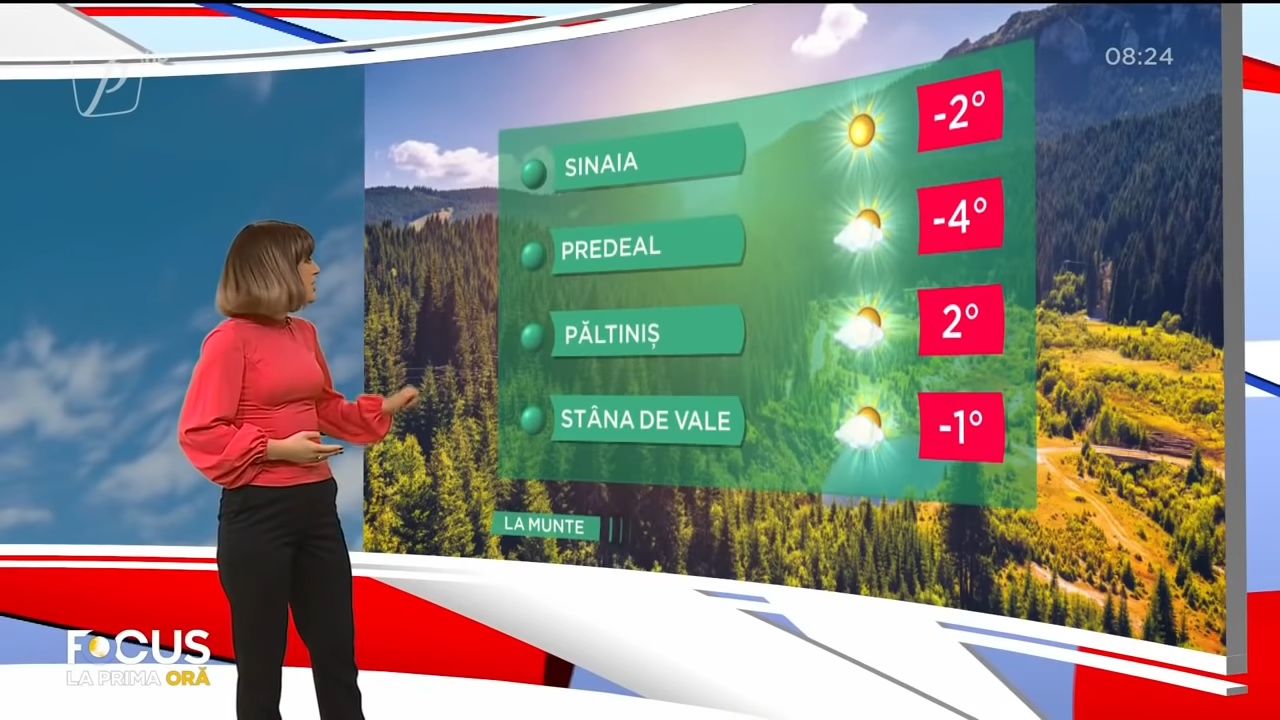 08:24
SINAIA
-2°
PREDEAL
-4°
PĂLTINIȘ
2°
STÂNA DE VALE
-1°
LA MUNTE
FOCUS
LA PRIMA ORĂ